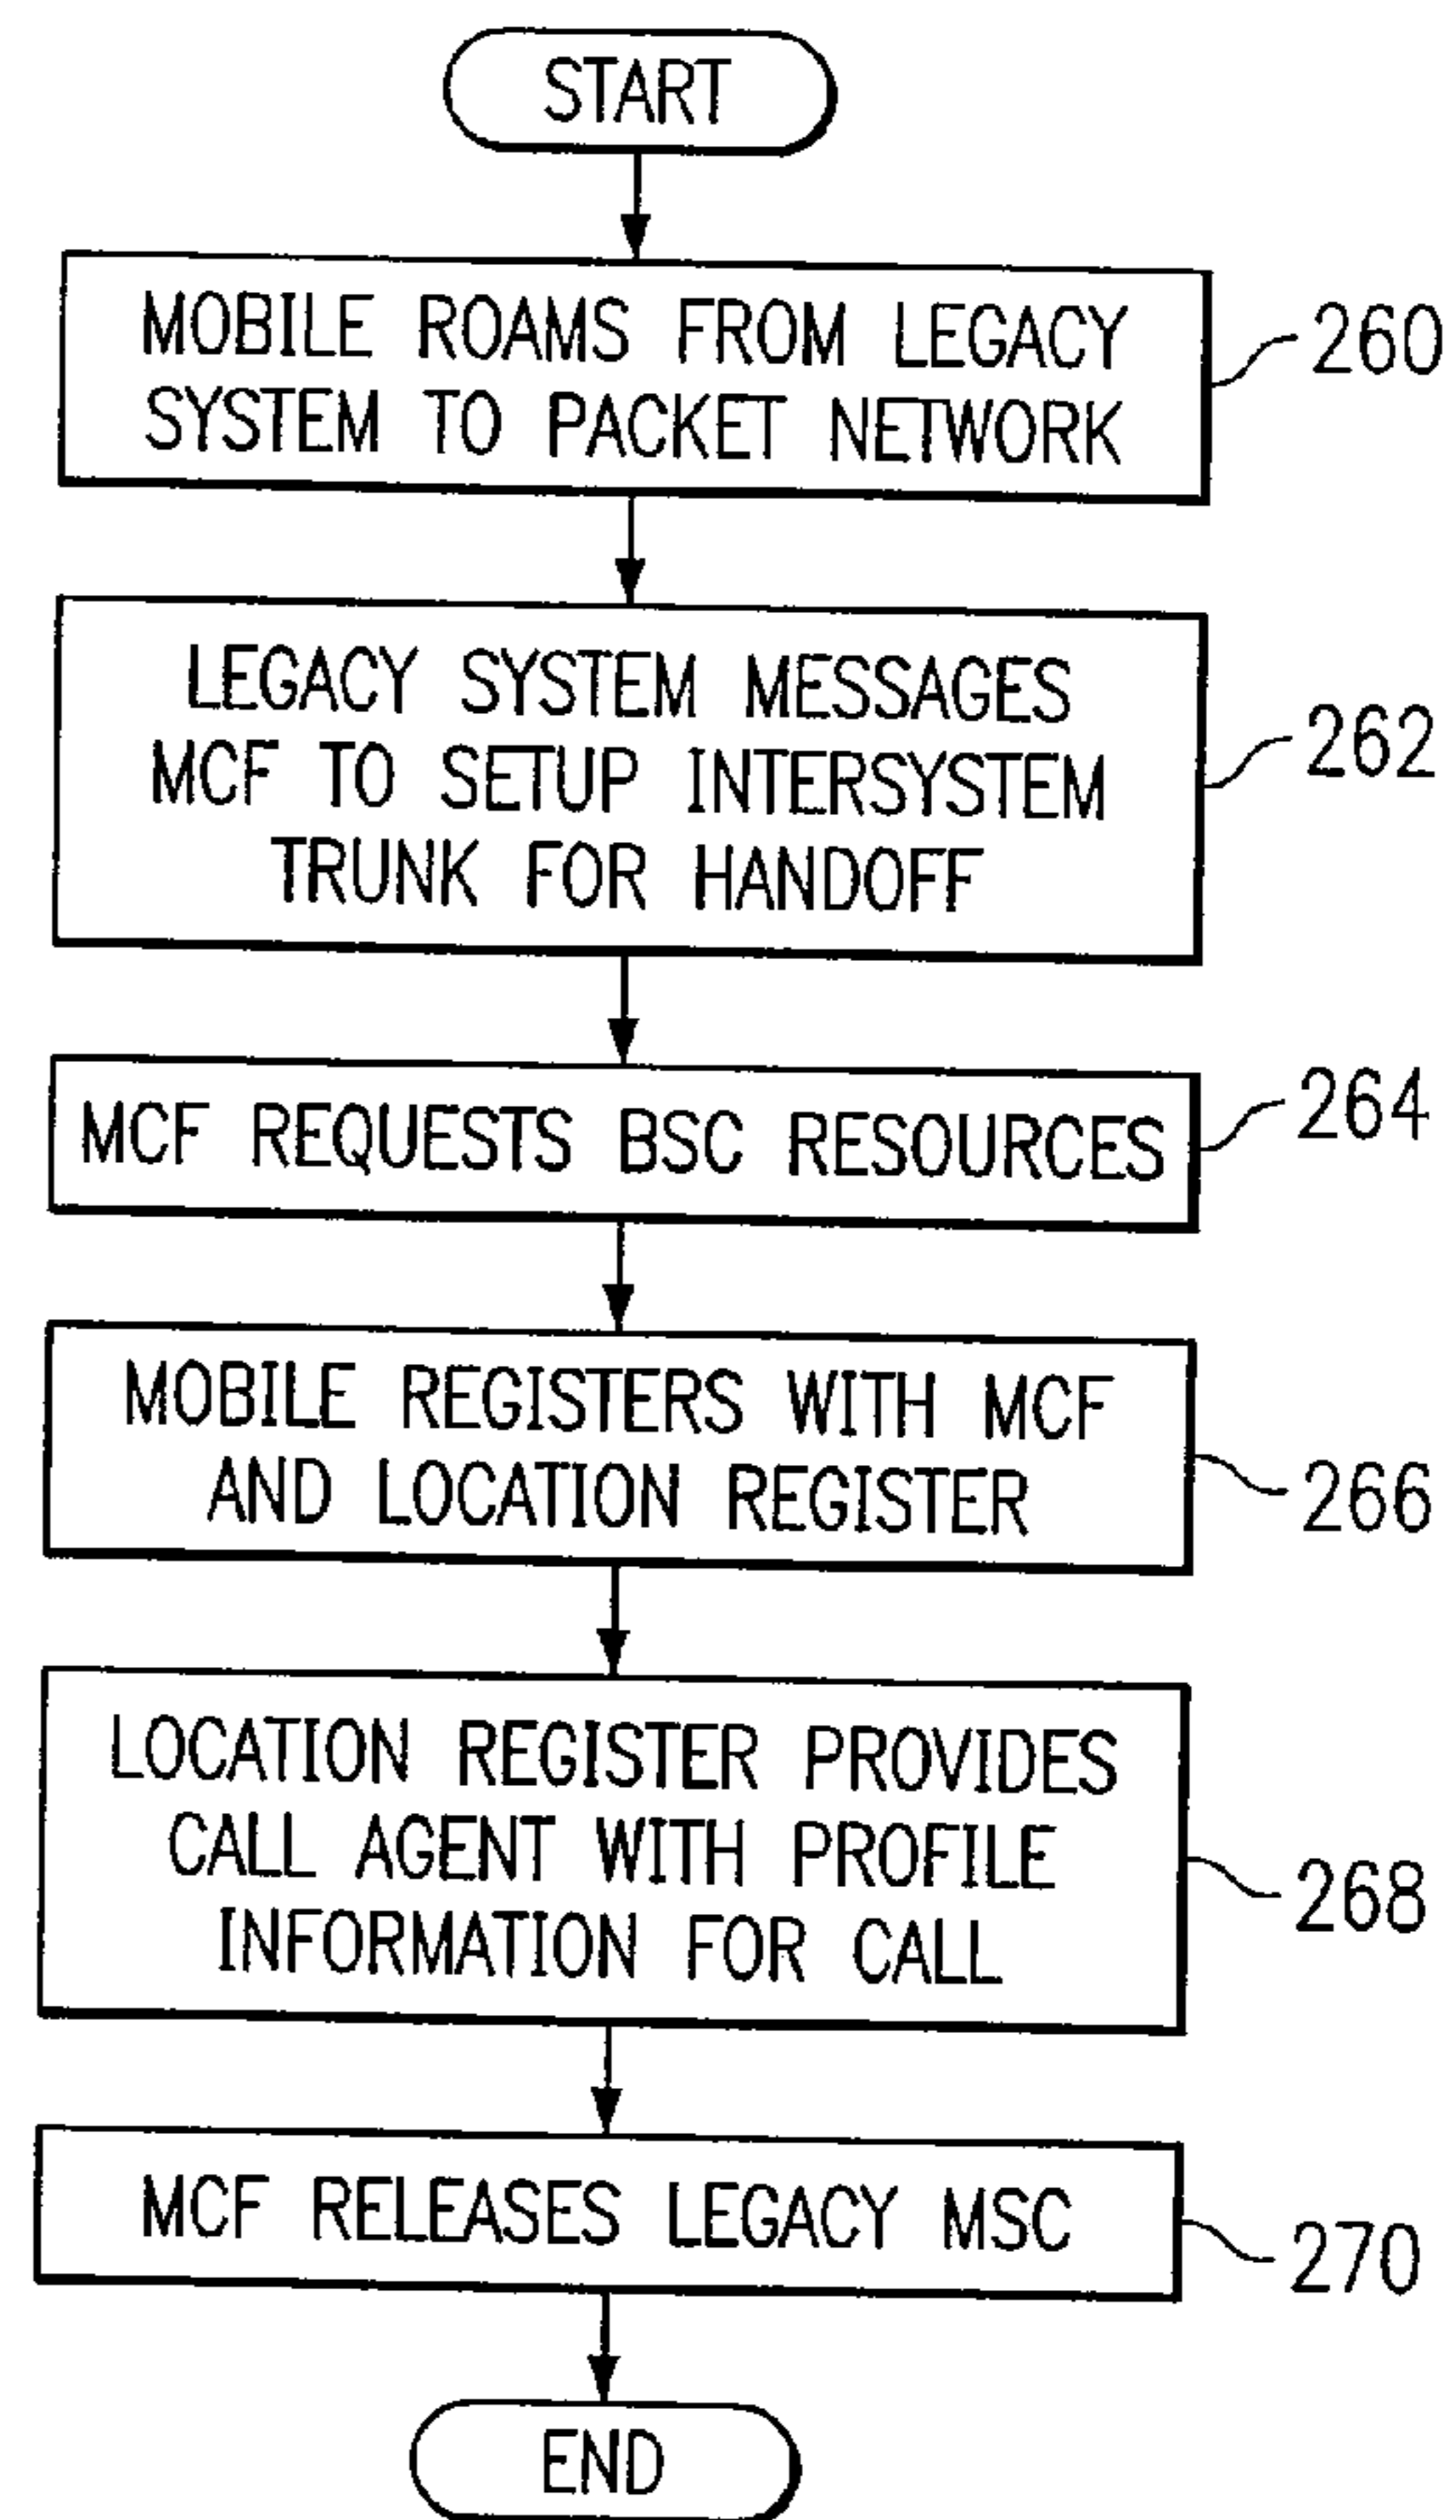 START
MOBILE ROAMS FROM LEGACY
SYSTEM TO PACKET NETWORK
260
LEGACY SYSTEM MESSAGES
MCF TO SETUP INTERSYSTEM
TRUNK FOR HANDOFF
262
MCF REQUESTS BSC RESOURCES
264
MOBILE REGISTERS WITH MCF
AND LOCATION REGISTER
266
LOCATION REGISTER PROVIDES
CALL AGENT WITH PROFILE
INFORMATION FOR CALL
268
MCF RELEASES LEGACY MSC
270
END